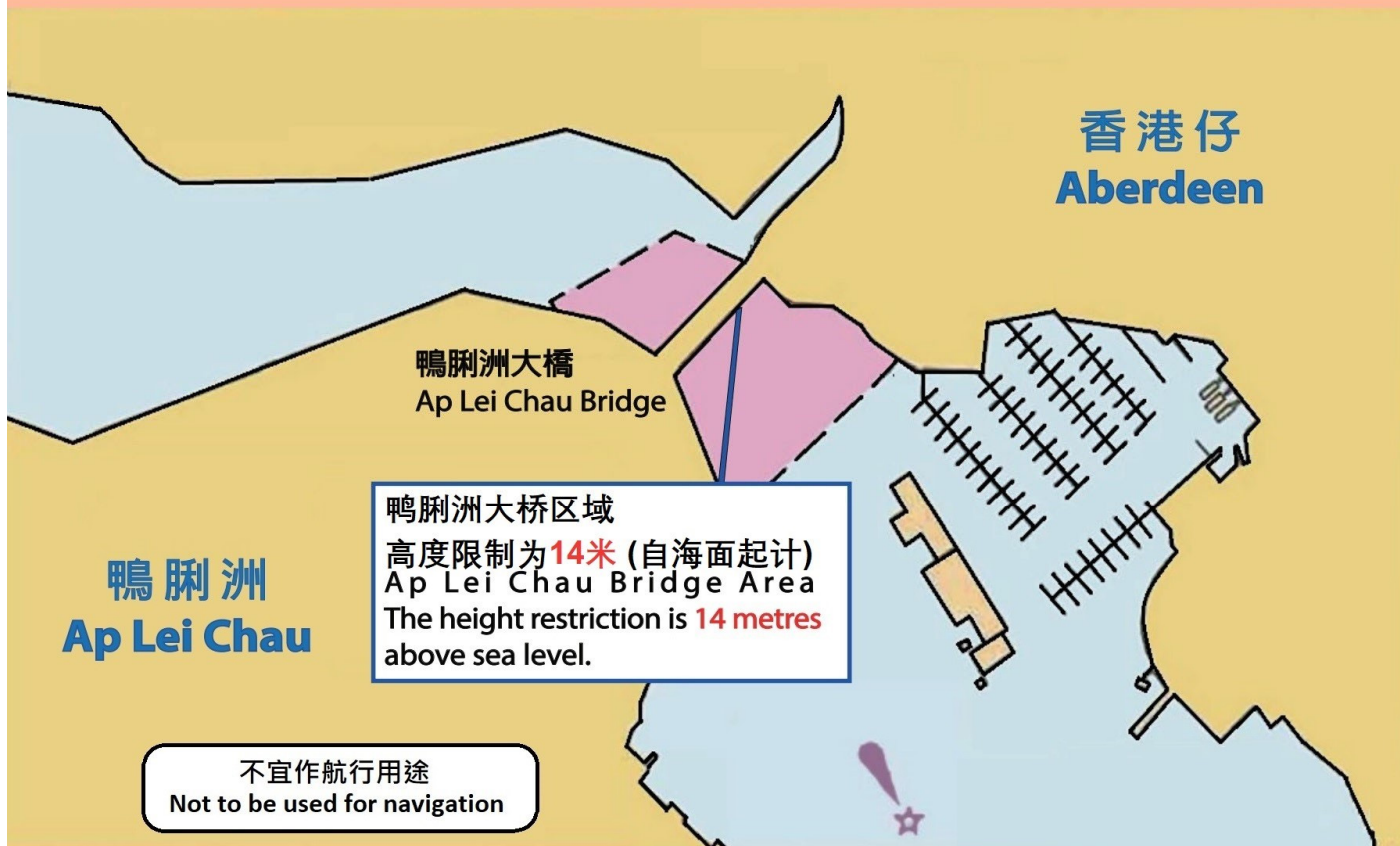 香港仔
Aberdeen
鴨脷洲大橋
Ap Lei Chau Bridge
鸭脷洲大桥区域
高度限制为14米 (自海面起计)
Ap Lei Chau Bridge Area
The height restriction is 14 metres
above sea level.
鴨脷洲
Ap Lei Chau
不宜作航行用途
Not to be used for navigation